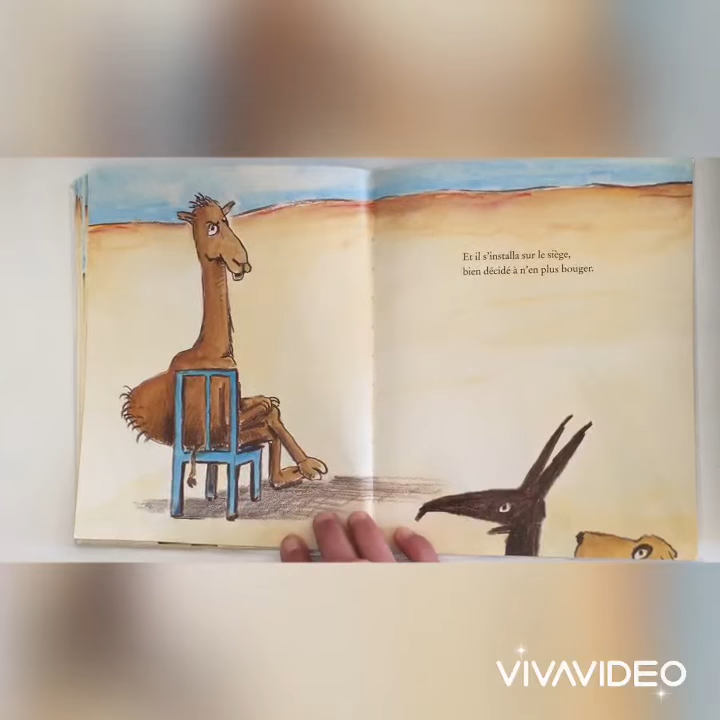 Et il s'installa sur le siège,
bien décidé à n'en plus bouger.
VIVAVIDEO